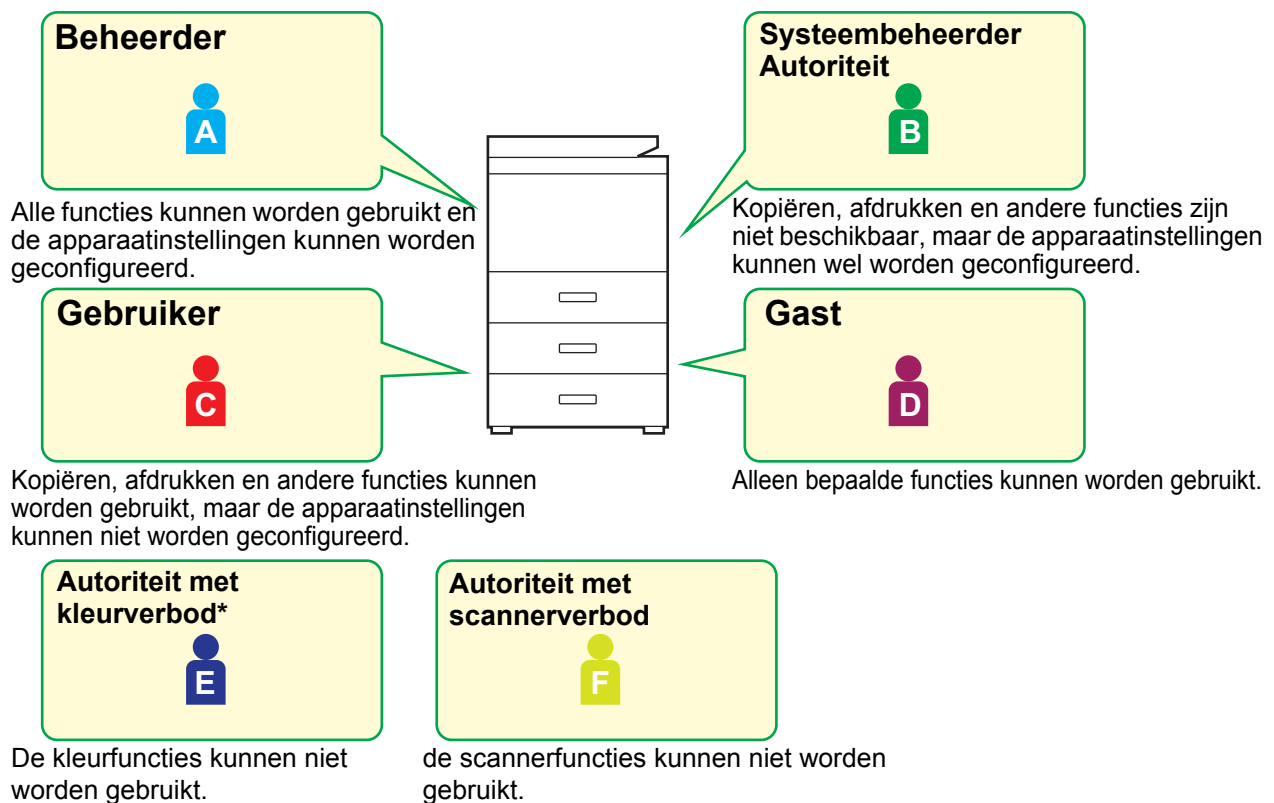 Beheerder
A
Alle functies kunnen worden gebruikt en
de apparaatinstellingen kunnen worden
geconfigureerd.
Systeembeheerder
Autoriteit
B
Kopiëren, afdrukken en andere functies zijn
niet beschikbaar, maar de apparaatinstellingen
kunnen wel worden geconfigureerd.
Gebruiker
C
Kopiëren, afdrukken en andere functies kunnen
worden gebruikt, maar de apparaatinstellingen
kunnen niet worden geconfigureerd.
Gast
D
Alleen bepaalde functies kunnen worden gebruikt.
Autoriteit met
kleurverbod*
E
De kleurfuncties kunnen niet
worden gebruikt.
Autoriteit met
scannerverbod
F
de scannerfuncties kunnen niet worden
gebruikt.